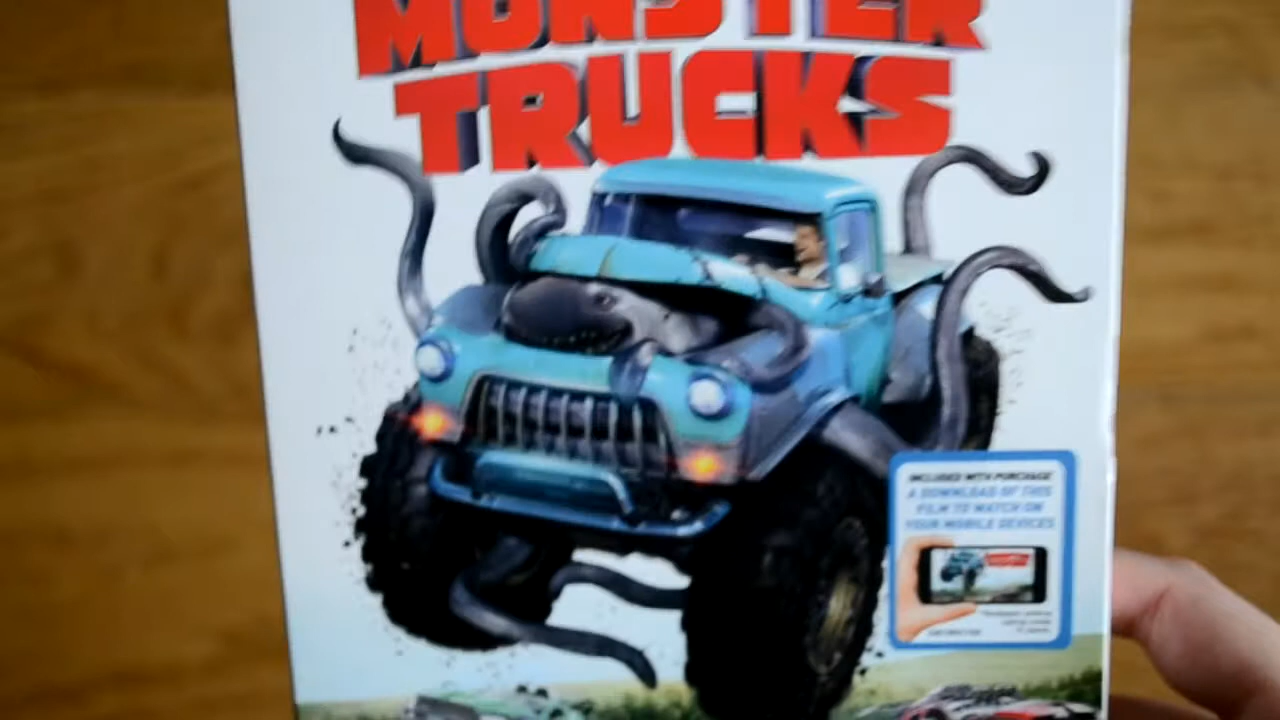 MONSTER
TRUCKS
INCLUDED WITH PURCHASE
A DOWNLOAD OF THIS
FILM TO WATCH ON
YOUR MOBILE DEVICES